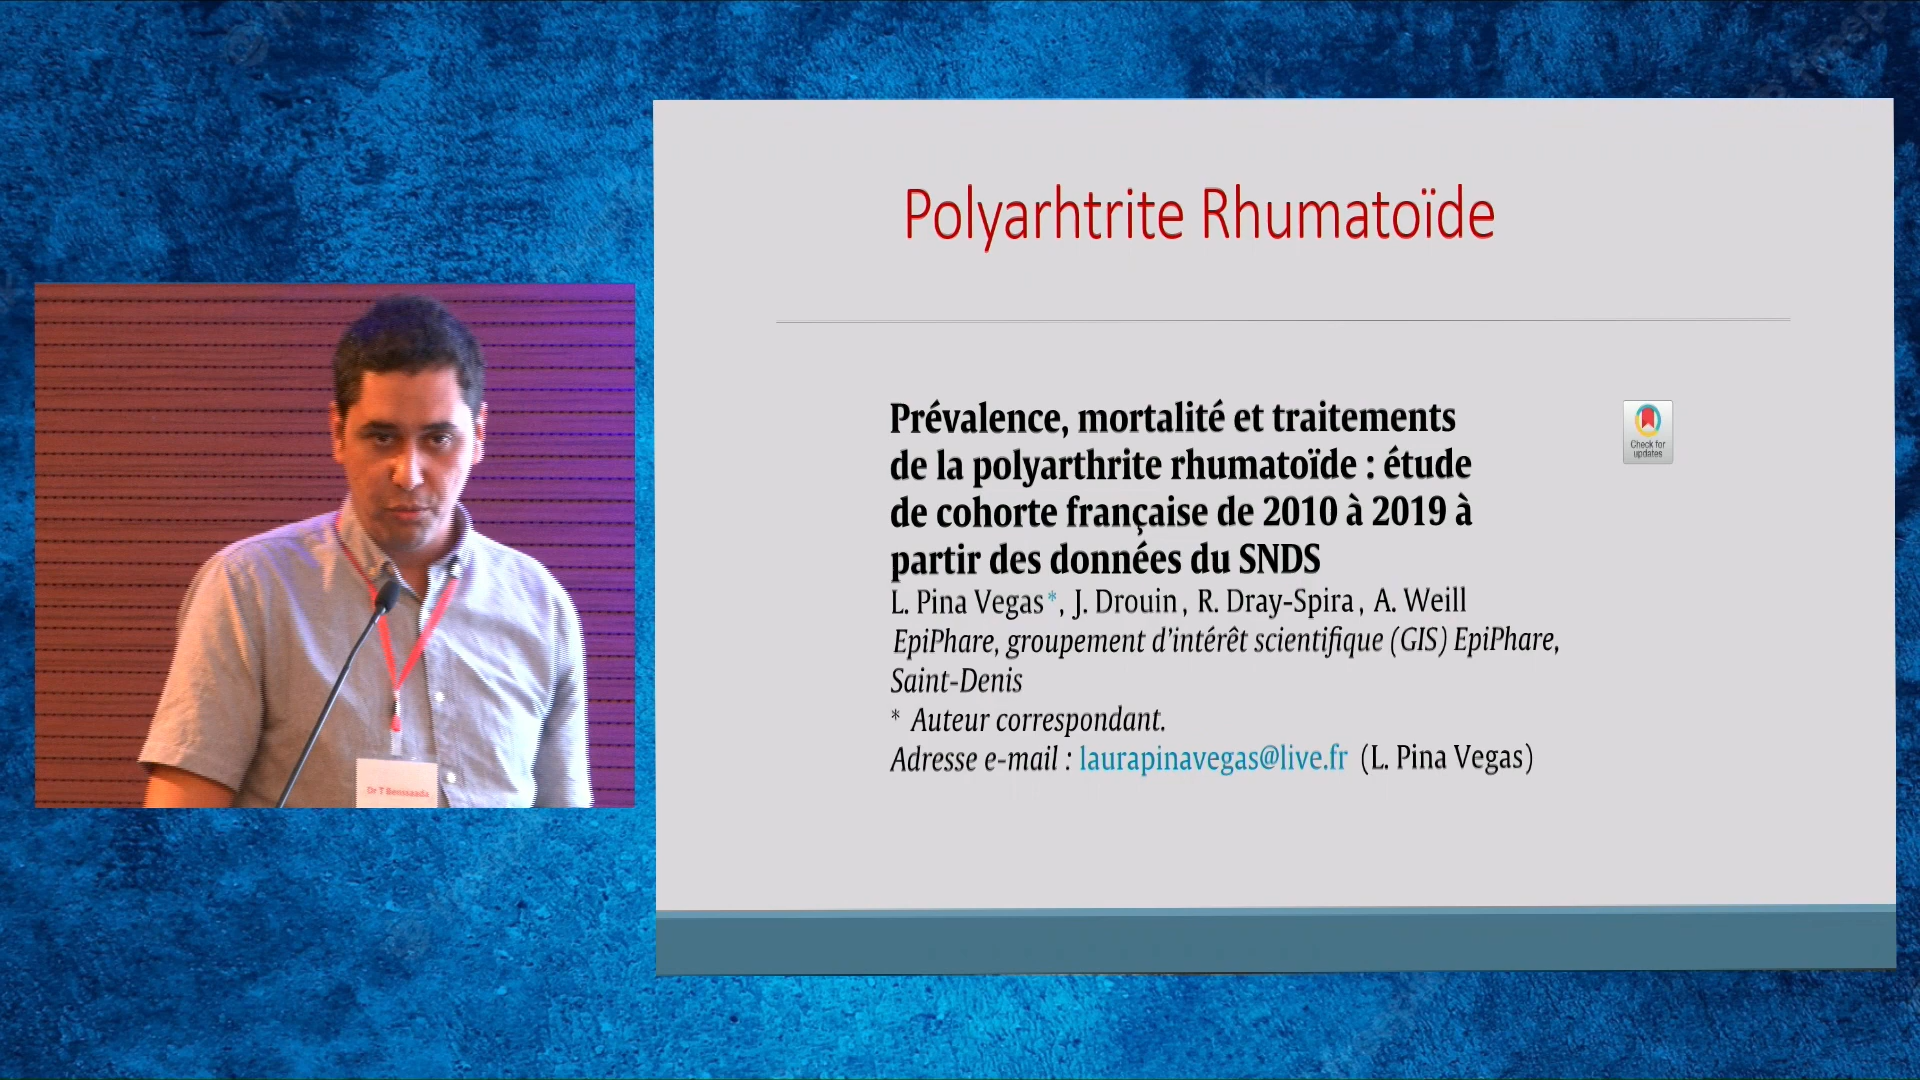 Polyarhtrite Rhumatoïde
Prévalence, mortalité et traitements
de la polyarthrite rhumatoïde : étude
de cohorte française de 2010 à 2019 à
partir des données du SNDS
L. Pina Vegas*, J. Drouin, R. Dray-Spira, A. Weill
EpiPhare, groupement d'intérêt scientifique (GIS) EpiPhare,
Saint-Denis
* Auteur correspondant.
Adresse e-mail : laurapinavegas@live.fr (L. Pina Vegas)
Check for
updates
Dr T Benssaada